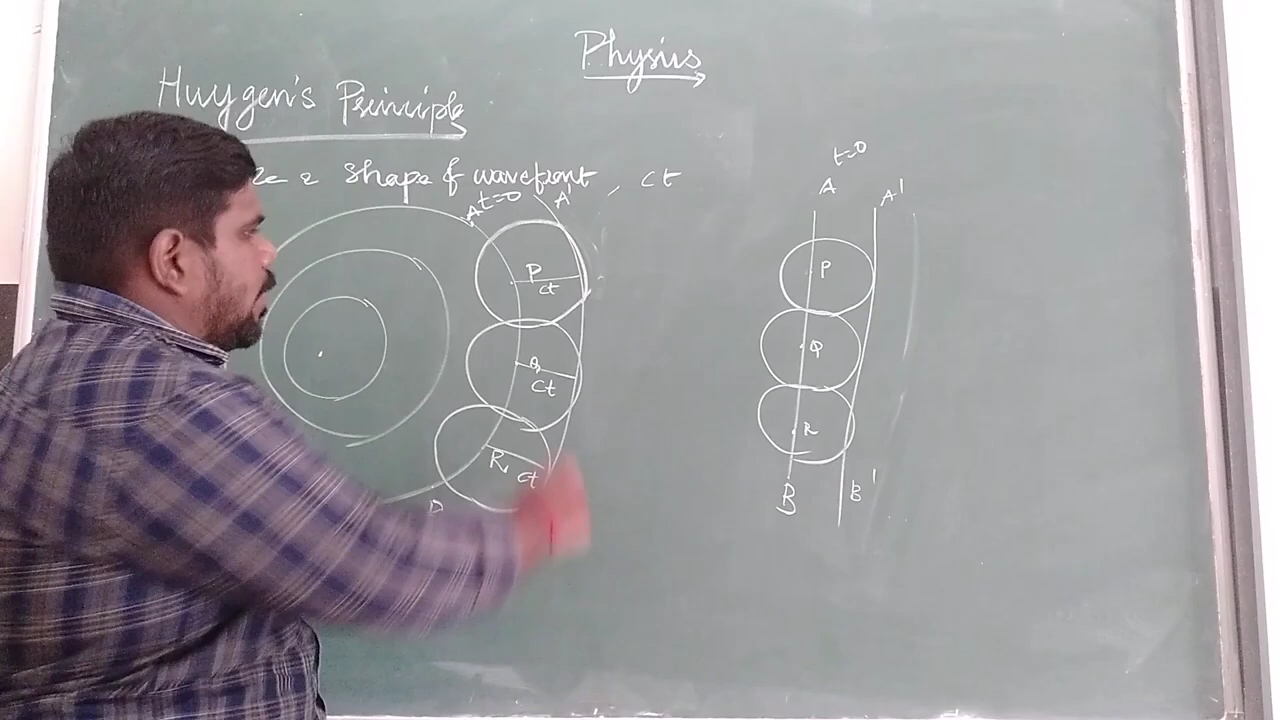 Physics
Huygen's Principle
shape of wavefront, ct
t=0
A
A'
P
ct
Q
ct
R
ct
B
t=0
A
A'
P
Q
R
B
B'